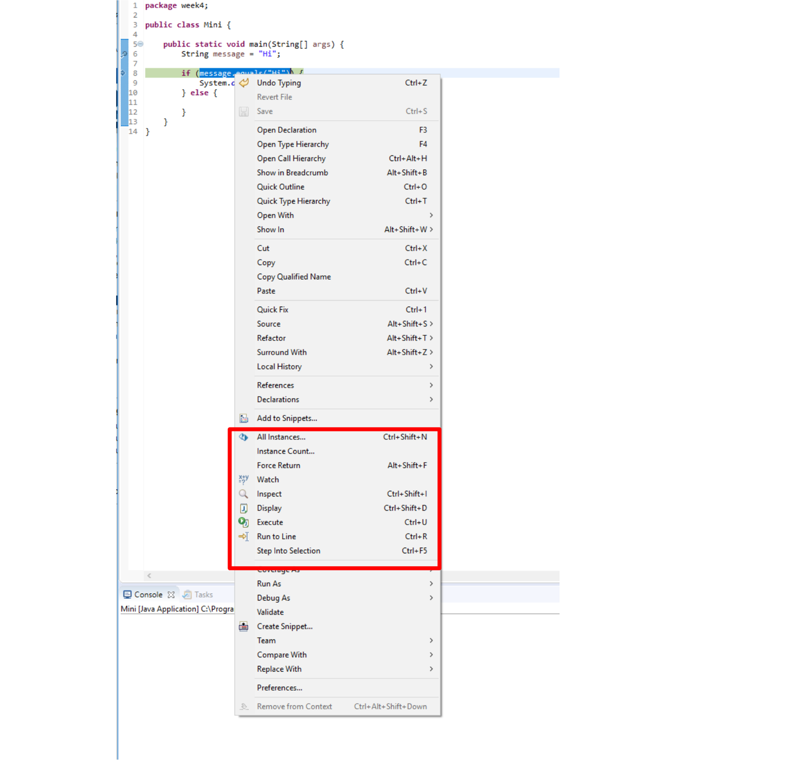 1 package week4;
2
3 public class Mini {
4
5 public static void main(String[] args) {
6 String message = "Hi";
7
8 if (message.equals("Hi")) {
9 System.
10 } else {
11
12 }
13 }
14 }
Undo Typing Ctrl+Z
Revert File
Save Ctrl+S
Open Declaration F3
Open Type Hierarchy F4
Open Call Hierarchy Ctrl+Alt+H
Show in Breadcrumb Alt+Shift+B
Quick Outline Ctrl+O
Quick Type Hierarchy Ctrl+T
Open With >
Show In Alt+Shift+W >
Cut Ctrl+X
Copy Ctrl+C
Copy Qualified Name
Paste Ctrl+V
Quick Fix Ctrl+1
Source Alt+Shift+S >
Refactor Alt+Shift+T >
Surround With Alt+Shift+Z >
Local History >
References >
Declarations >
Add to Snippets...
All Instances... Ctrl+Shift+N
Instance Count...
Force Return Alt+Shift+F
Watch
Inspect Ctrl+Shift+I
Display Ctrl+Shift+D
Execute Ctrl+U
Run to Line Ctrl+R
Step Into Selection Ctrl+F5
Coverage As >
Run As >
Debug As >
Validate
Create Snippet...
Team >
Compare With >
Replace With >
Preferences...
Remove from Context Ctrl+Alt+Shift+Down
Console Tasks
Mini [Java Application] C:\Progra